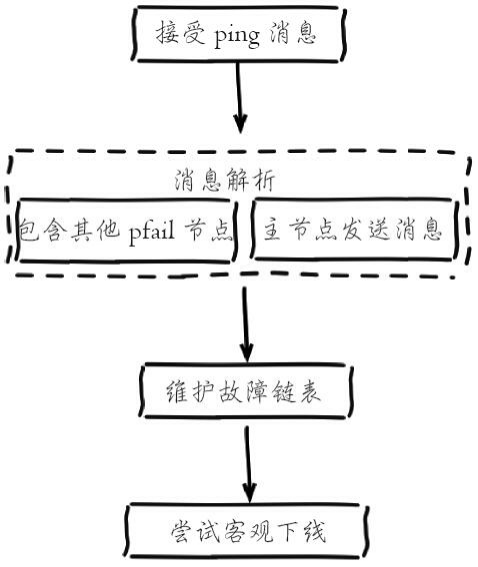 接受 ping 消息
消息解析
包含其他 pfail 节点
主节点发送消息
维护故障链表
尝试客观下线